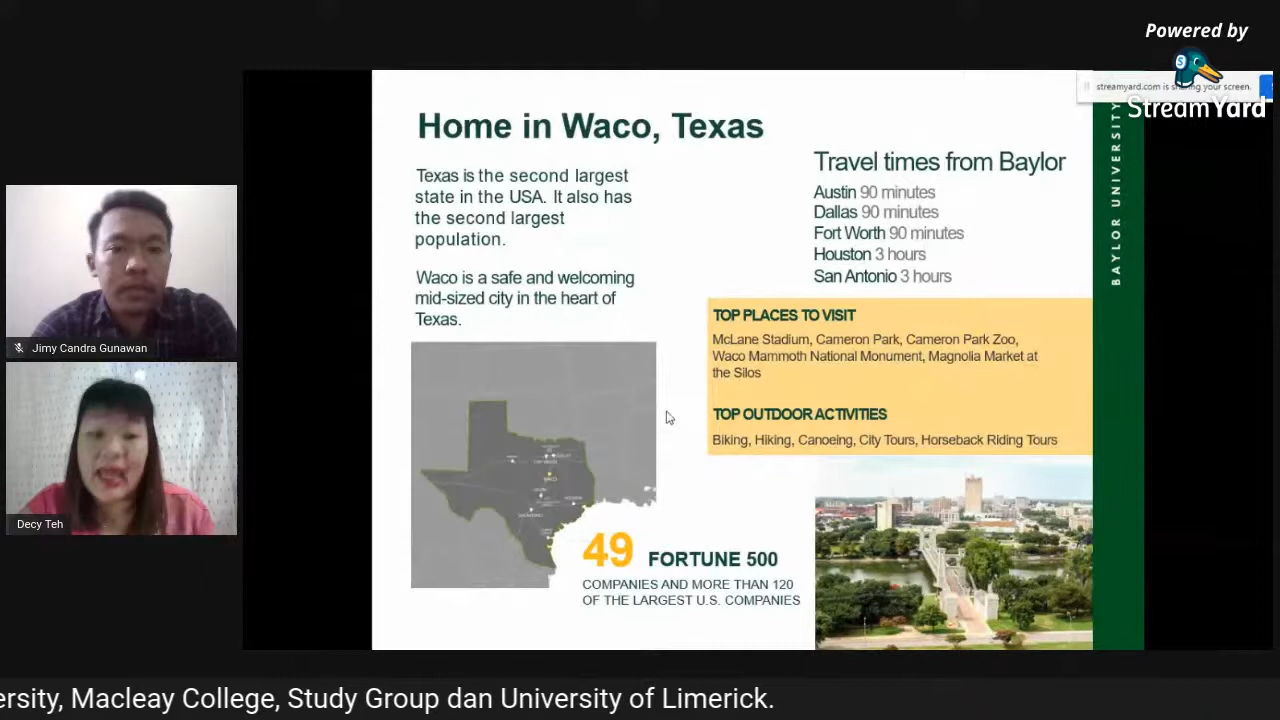 Powered by
StreamYard
streamyard.com is sharing your screen.
Home in Waco, Texas
Texas is the second largest
state in the USA. It also has
the second largest
population.
Waco is a safe and welcoming
mid-sized city in the heart of
Texas.
Travel times from Baylor
Austin 90 minutes
Dallas 90 minutes
Fort Worth 90 minutes
Houston 3 hours
San Antonio 3 hours
TOP PLACES TO VISIT
McLane Stadium, Cameron Park, Cameron Park Zoo,
Waco Mammoth National Monument, Magnolia Market at
the Silos
TOP OUTDOOR ACTIVITIES
Biking, Hiking, Canoeing, City Tours, Horseback Riding Tours
WACO
49 FORTUNE 500
COMPANIES AND MORE THAN 120
OF THE LARGEST U.S. COMPANIES
BAYLOR UNIVERSITY
Jimy Candra Gunawan
Decy Teh
ersity, Macleay College, Study Group dan University of Limerick.